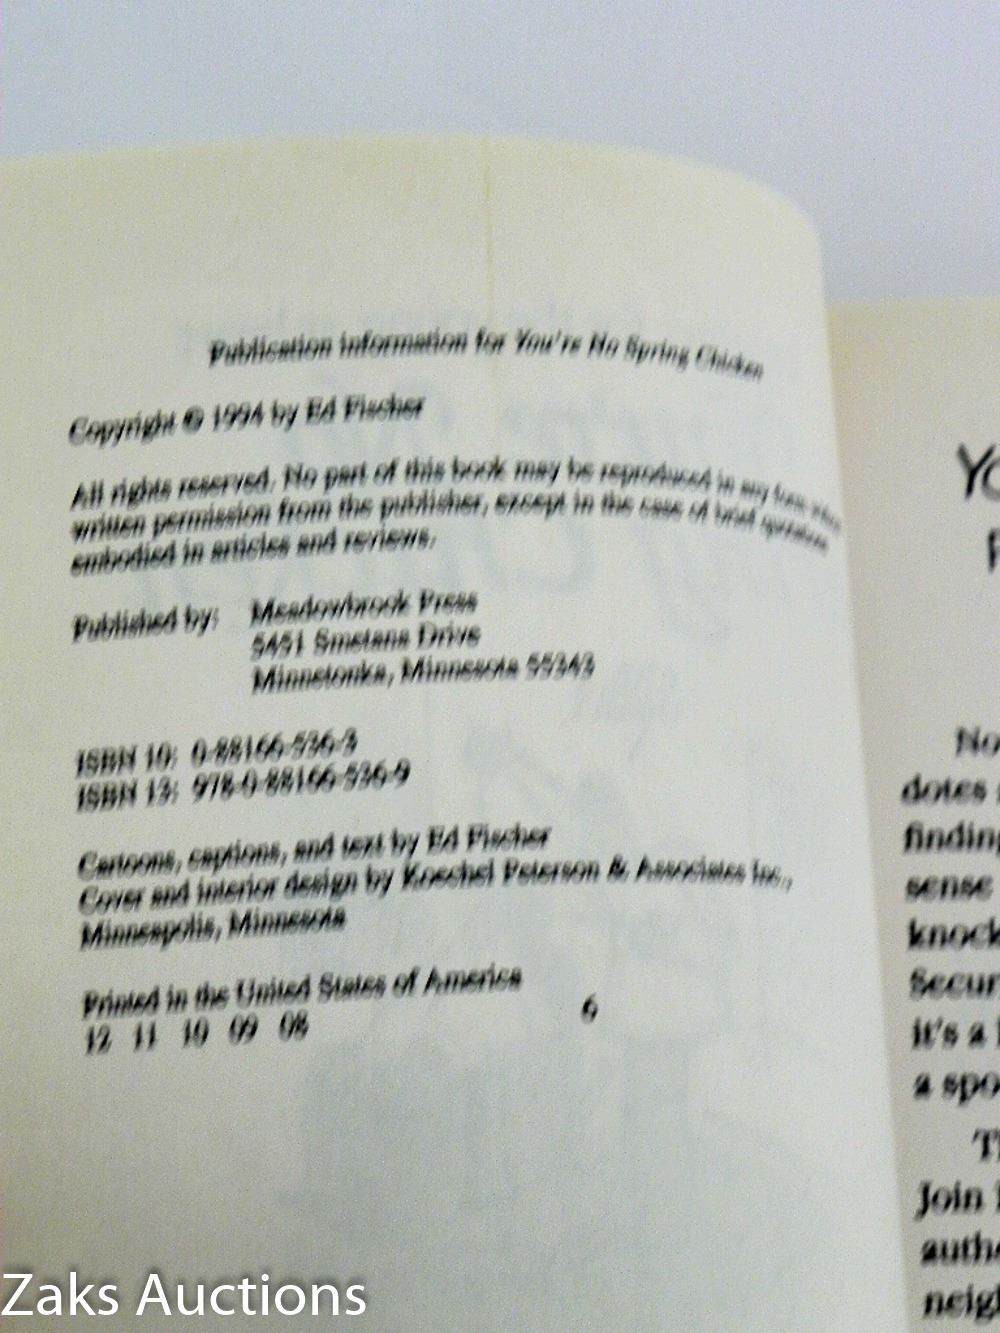 Publication information for You're No Spring Chicken
Copyright © 1994 by Ed Fischer
All rights reserved. No part of this book may be reproduced in any form
written permission from the publisher, except in the case of brief quotations
embodied in articles and reviews.
Published by: Meadowbrook Press
5451 Smetana Drive
Minnetonka, Minnesota 55343
ISBN 10: 0-88166-536-3
ISBN 13: 978-0-88166-536-9
Cartoons, captions, and text by Ed Fischer
Cover and interior design by Koechel Peterson & Associates Inc.,
Minneapolis, Minnesota
Printed in the United States of America
12 11 10 09 08 6
YO
No
dotes
finding
sense
knock
Secur
it's a
a spo
Th
Join
autho
neigh
Zaks Auctions